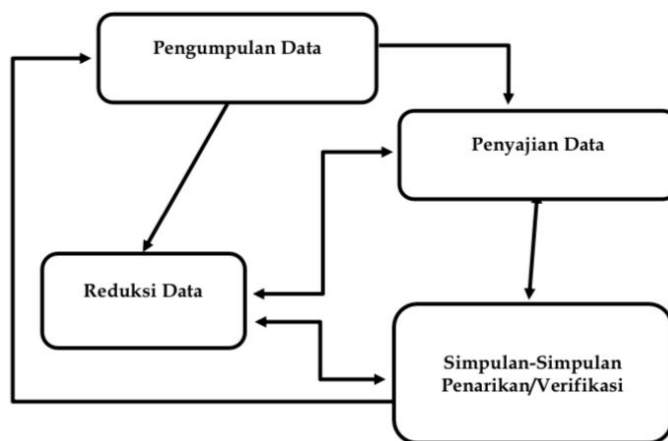 Pengumpulan Data
Penyajian Data
Reduksi Data
Simpulan-Simpulan
Penarikan/Verifikasi